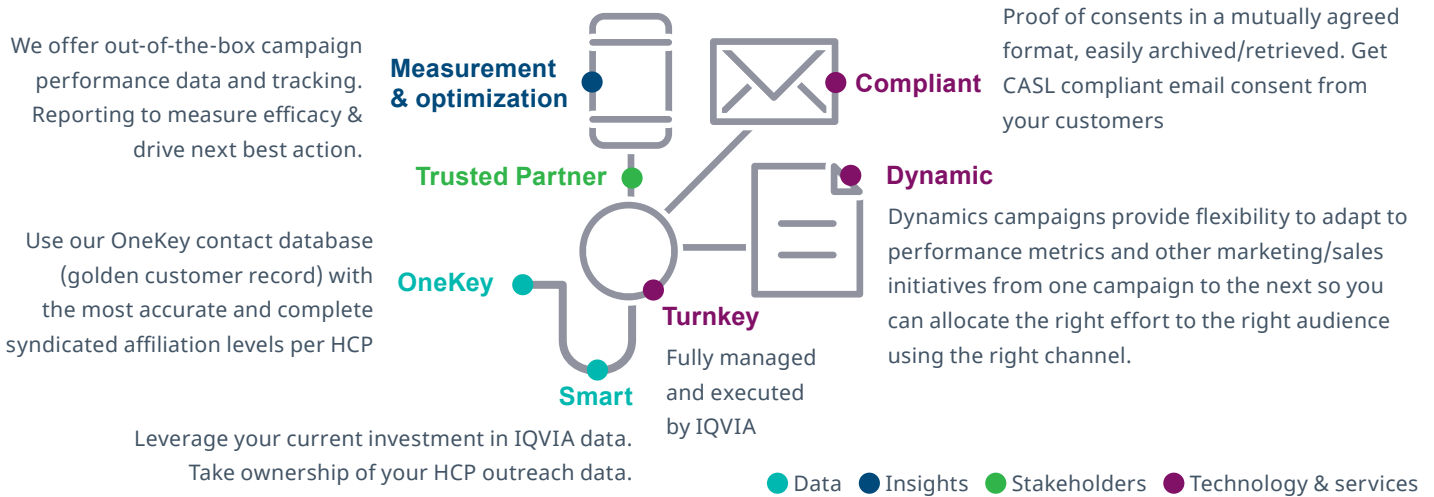 We offer out-of-the-box campaign
performance data and tracking.
Reporting to measure efficacy &
drive next best action.
Measurement
& optimization
Compliant
Proof of consents in a mutually agreed
format, easily archived/retrieved. Get
CASL compliant email consent from
your customers
Trusted Partner
Dynamic
Dynamics campaigns provide flexibility to adapt to
performance metrics and other marketing/sales
initiatives from one campaign to the next so you
can allocate the right effort to the right audience
using the right channel.
Use our OneKey contact database
(golden customer record) with
the most accurate and complete
syndicated affiliation levels per HCP
OneKey
Turnkey
Fully managed
and executed
by IQVIA
Smart
Leverage your current investment in IQVIA data.
Take ownership of your HCP outreach data.
Data Insights Stakeholders Technology & services